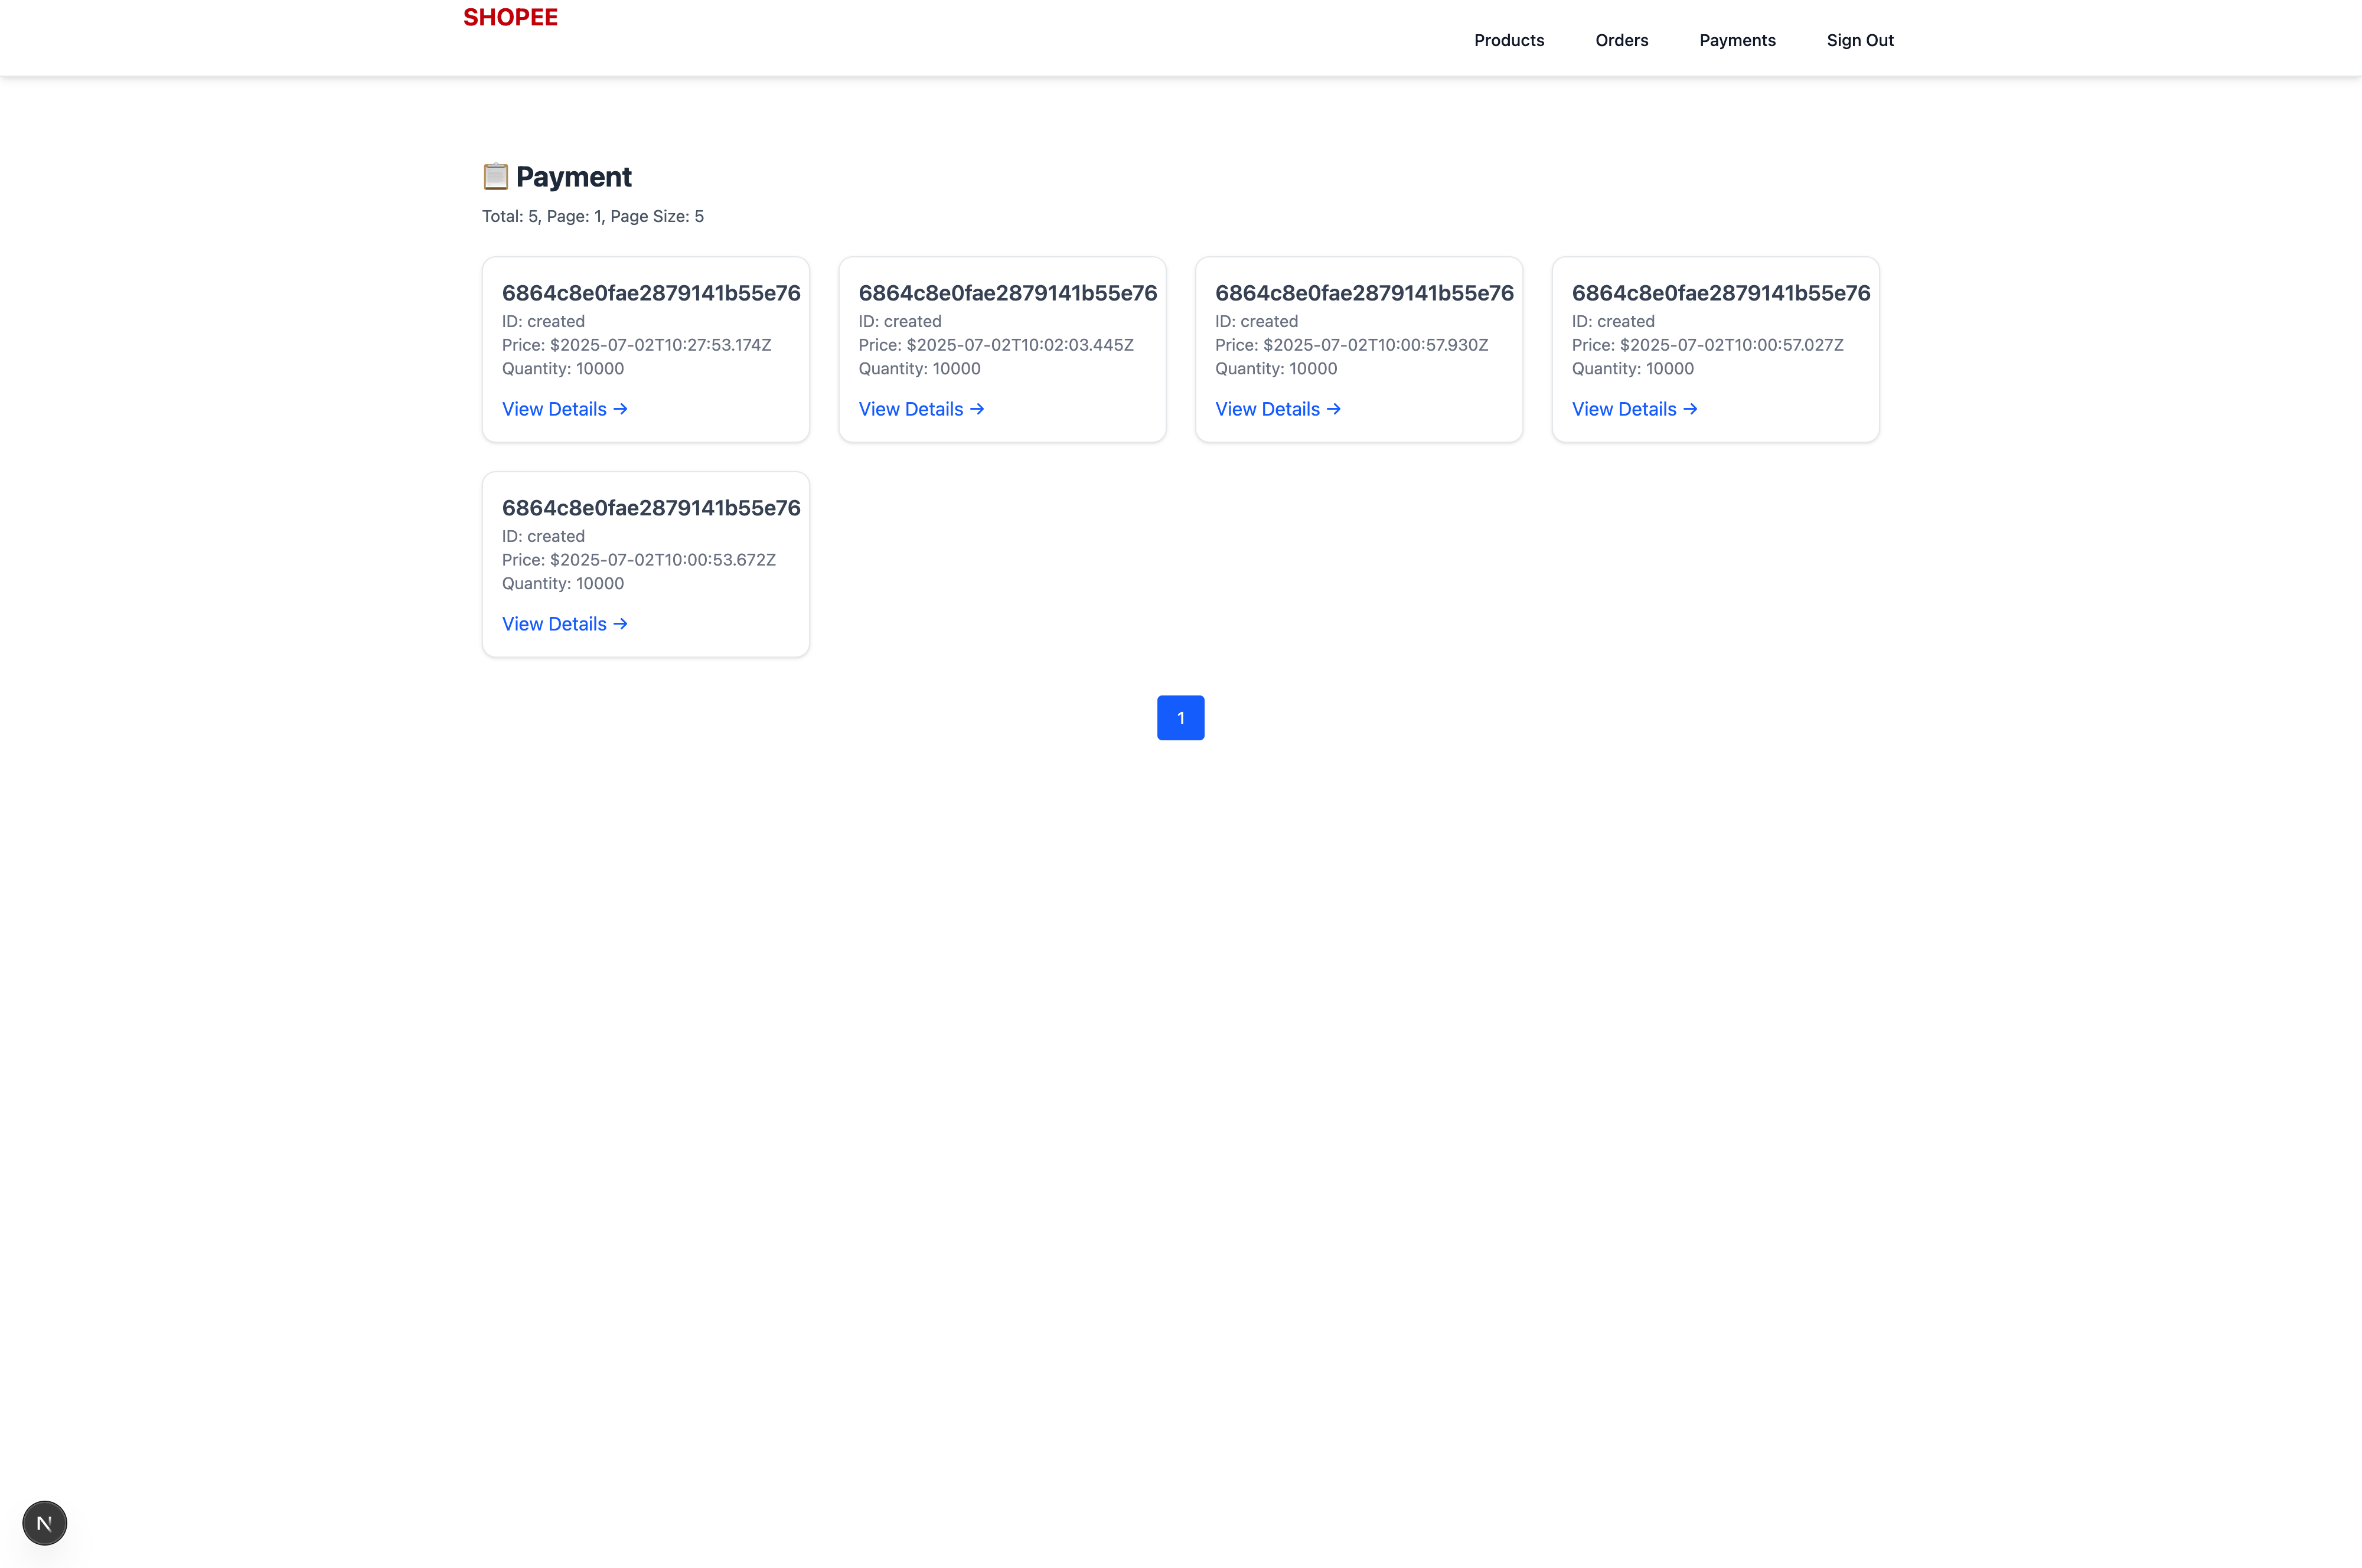 SHOPEE
Products
Orders
Payments
Sign Out
📋 Payment
Total: 5, Page: 1, Page Size: 5
6864c8e0fae2879141b55e76
ID: created
Price: $2025-07-02T10:27:53.174Z
Quantity: 10000
View Details →
6864c8e0fae2879141b55e76
ID: created
Price: $2025-07-02T10:02:03.445Z
Quantity: 10000
View Details →
6864c8e0fae2879141b55e76
ID: created
Price: $2025-07-02T10:00:57.930Z
Quantity: 10000
View Details →
6864c8e0fae2879141b55e76
ID: created
Price: $2025-07-02T10:00:57.027Z
Quantity: 10000
View Details →
6864c8e0fae2879141b55e76
ID: created
Price: $2025-07-02T10:00:53.672Z
Quantity: 10000
View Details →
1
N